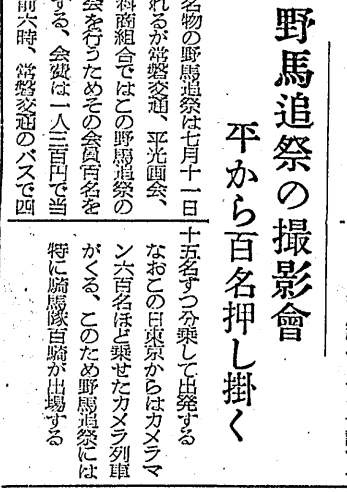 野馬追祭の撮影會
平から百名押し掛く
名物の野馬追祭は七月十一日
れるが常磐交通、平光画会、
料商組合ではこの野馬追祭の
会を行うためその会員百名を
する、会費は一人三百円で当
前六時、常磐交通のバスで四
十五名ずつ分乗して出発する
なおこの日東京からはカメラマ
ン六百名ほど乗せたカメラ列車
がくる、このため野馬追祭には
特に騎馬隊百騎が出場する